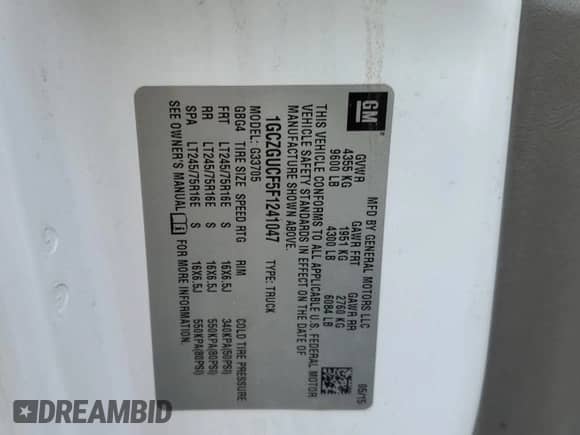 GM
MFD BY GENERAL MOTORS LLC
05/15
GVWR GAWR FRT GAWR RR
4355 KG 1951 KG 2760 KG
9600 LB 4300 LB 6084 LB
THIS VEHICLE CONFORMS TO ALL APPLICABLE U.S. FEDERAL MOTOR
VEHICLE SAFETY STANDARDS IN EFFECT ON THE DATE OF
MANUFACTURE SHOWN ABOVE.
1GCZGUCF5F1241047 TYPE: TRUCK
MODEL: G33705
GBG4 TIRE SIZE SPEED RTG RIM COLD TIRE PRESSURE
FRT LT245/75R16E S 16X6.5J 340KPA(50PSI)
RR LT245/75R16E S 16X6.5J 550KPA(80PSI)
SPA LT245/75R16E S 16X6.5J 550KPA(80PSI)
SEE OWNER'S MANUAL FOR MORE INFORMATION.
DREAMBID